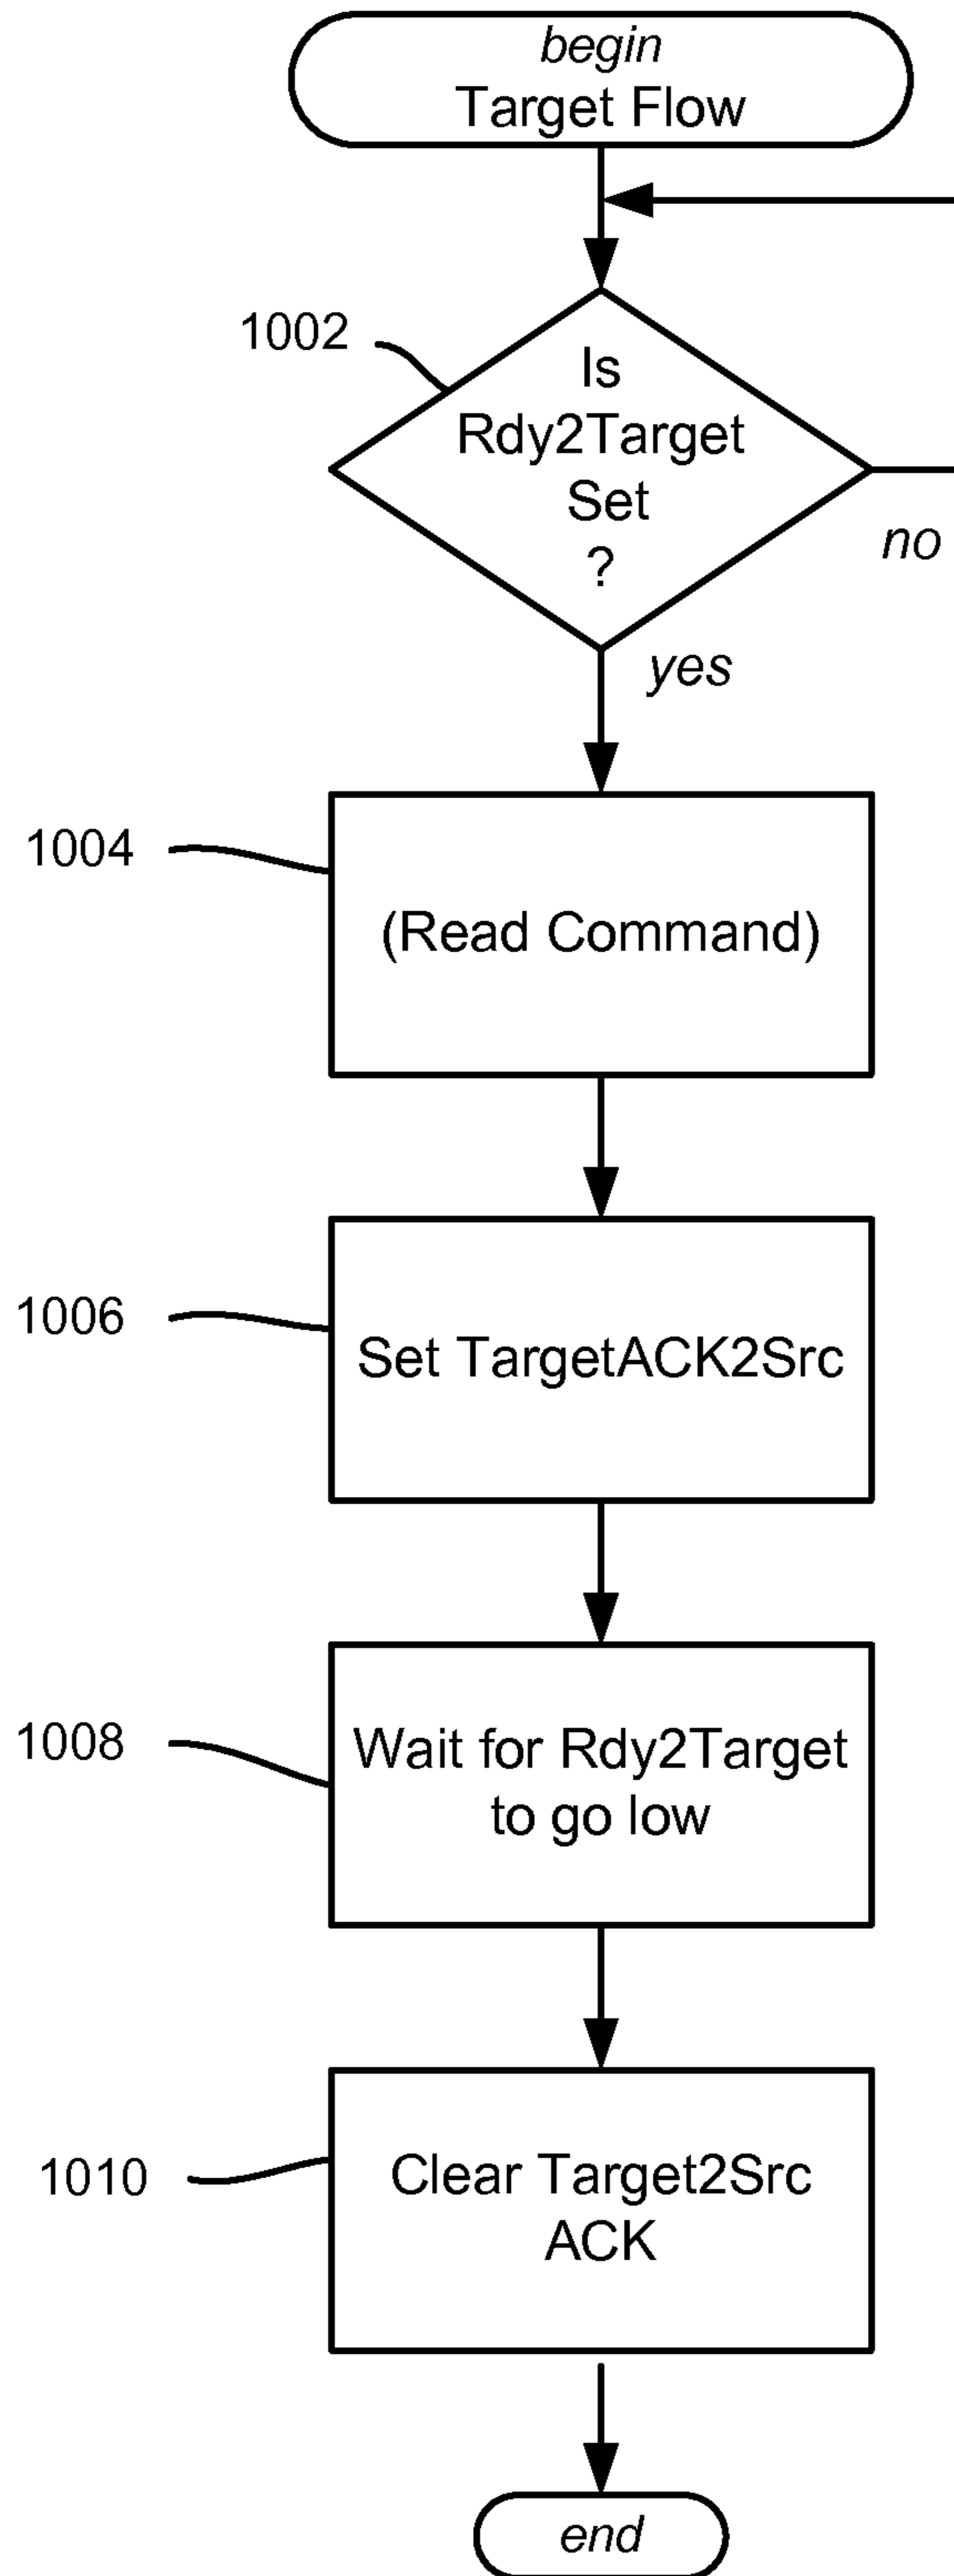 begin
Target Flow
1002
Is
Rdy2Target
Set
?
no
yes
1004
(Read Command)
1006
Set TargetACK2Src
1008
Wait for Rdy2Target
to go low
1010
Clear Target2Src
ACK
end